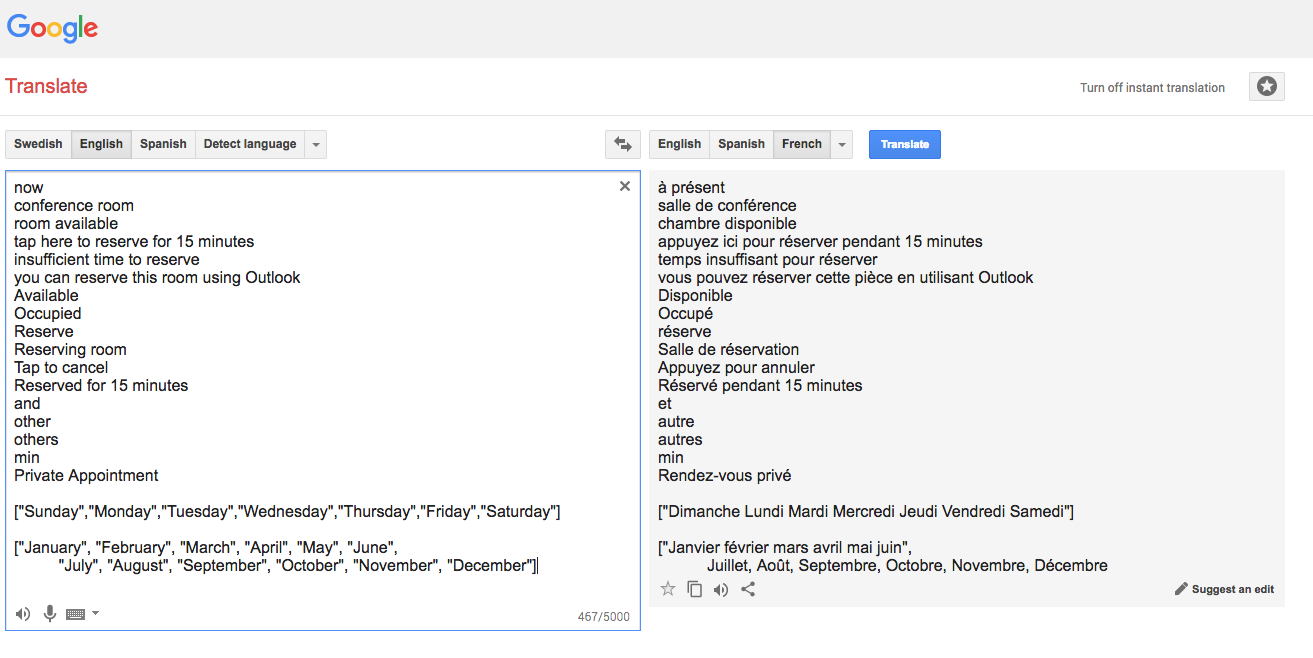 Google
Translate
Turn off instant translation
Swedish English Spanish Detect language
English Spanish French Translate
now
conference room
room available
tap here to reserve for 15 minutes
insufficient time to reserve
you can reserve this room using Outlook
Available
Occupied
Reserve
Reserving room
Tap to cancel
Reserved for 15 minutes
and
other
others
min
Private Appointment
["Sunday","Monday","Tuesday","Wednesday","Thursday","Friday","Saturday"]
["January", "February", "March", "April", "May", "June",
"July", "August", "September", "October", "November", "December"]
467/5000
à présent
salle de conférence
chambre disponible
appuyez ici pour réserver pendant 15 minutes
temps insuffisant pour réserver
vous pouvez réserver cette pièce en utilisant Outlook
Disponible
Occupé
réserve
Salle de réservation
Appuyez pour annuler
Réservé pendant 15 minutes
et
autre
autres
min
Rendez-vous privé
["Dimanche Lundi Mardi Mercredi Jeudi Vendredi Samedi"]
["Janvier février mars avril mai juin",
Juillet, Août, Septembre, Octobre, Novembre, Décembre
Suggest an edit